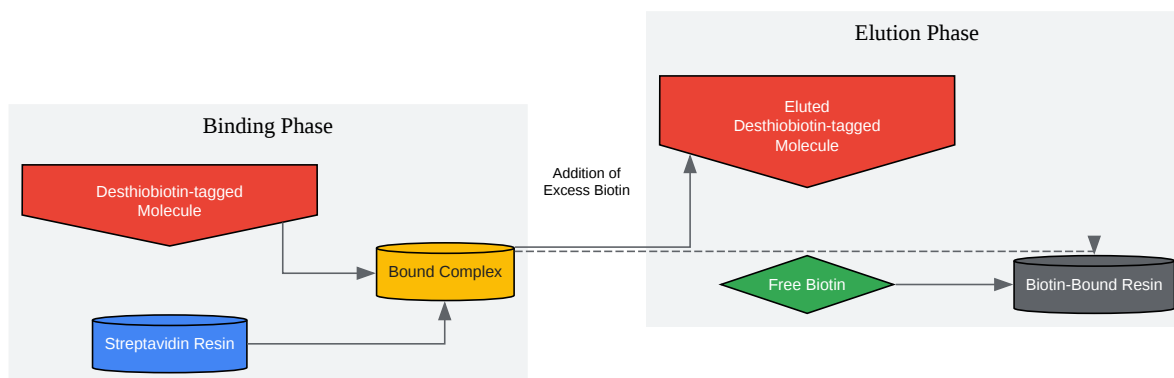 Binding Phase
Desthiobiotin-tagged
Molecule
Streptavidin Resin
Bound Complex
Addition of
Excess Biotin
Elution Phase
Eluted
Desthiobiotin-tagged
Molecule
Free Biotin
Biotin-Bound Resin